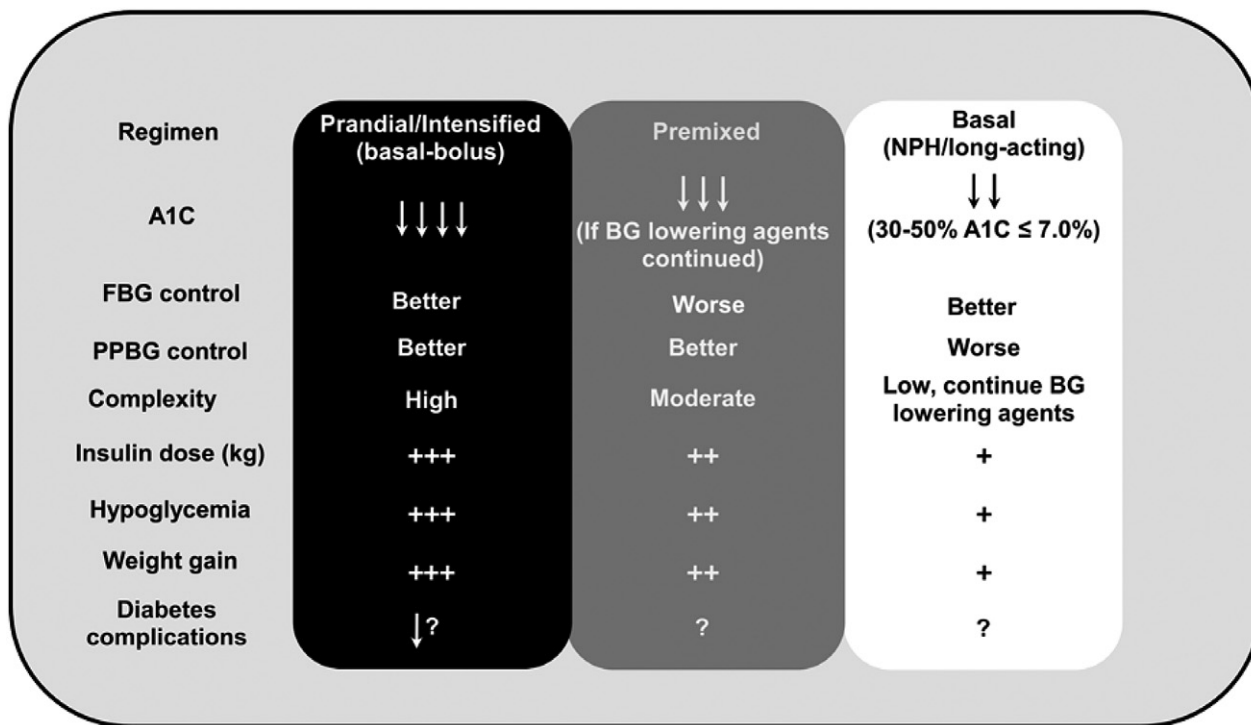 Regimen
Prandial/Intensified
(basal-bolus)
Premixed
Basal
(NPH/long-acting)
A1C
↓↓↓↓
↓↓↓
(If BG lowering agents
continued)
↓↓
(30-50% A1C ≤ 7.0%)
FBG control
Better
Worse
Better
PPBG control
Better
Better
Worse
Complexity
High
Moderate
Low, continue BG
lowering agents
Insulin dose (kg)
+++
++
+
Hypoglycemia
+++
++
+
Weight gain
+++
++
+
Diabetes
complications
↓?
?
?